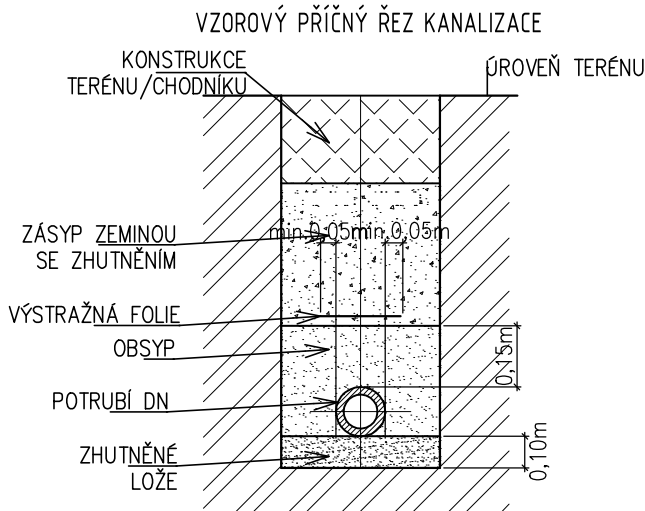 VZOROVÝ PŘÍČNÝ ŘEZ KANALIZACE
KONSTRUKCE
TERÉNU/CHODNÍKU
ÚROVEŇ TERÉNU
ZÁSYP ZEMINOU
SE ZHUTNĚNÍM
min.0,05m
min.0,05m
VÝSTRAŽNÁ FOLIE
OBSYP
0,15m
POTRUBÍ DN
ZHUTNĚNÉ
LOŽE
0,10m